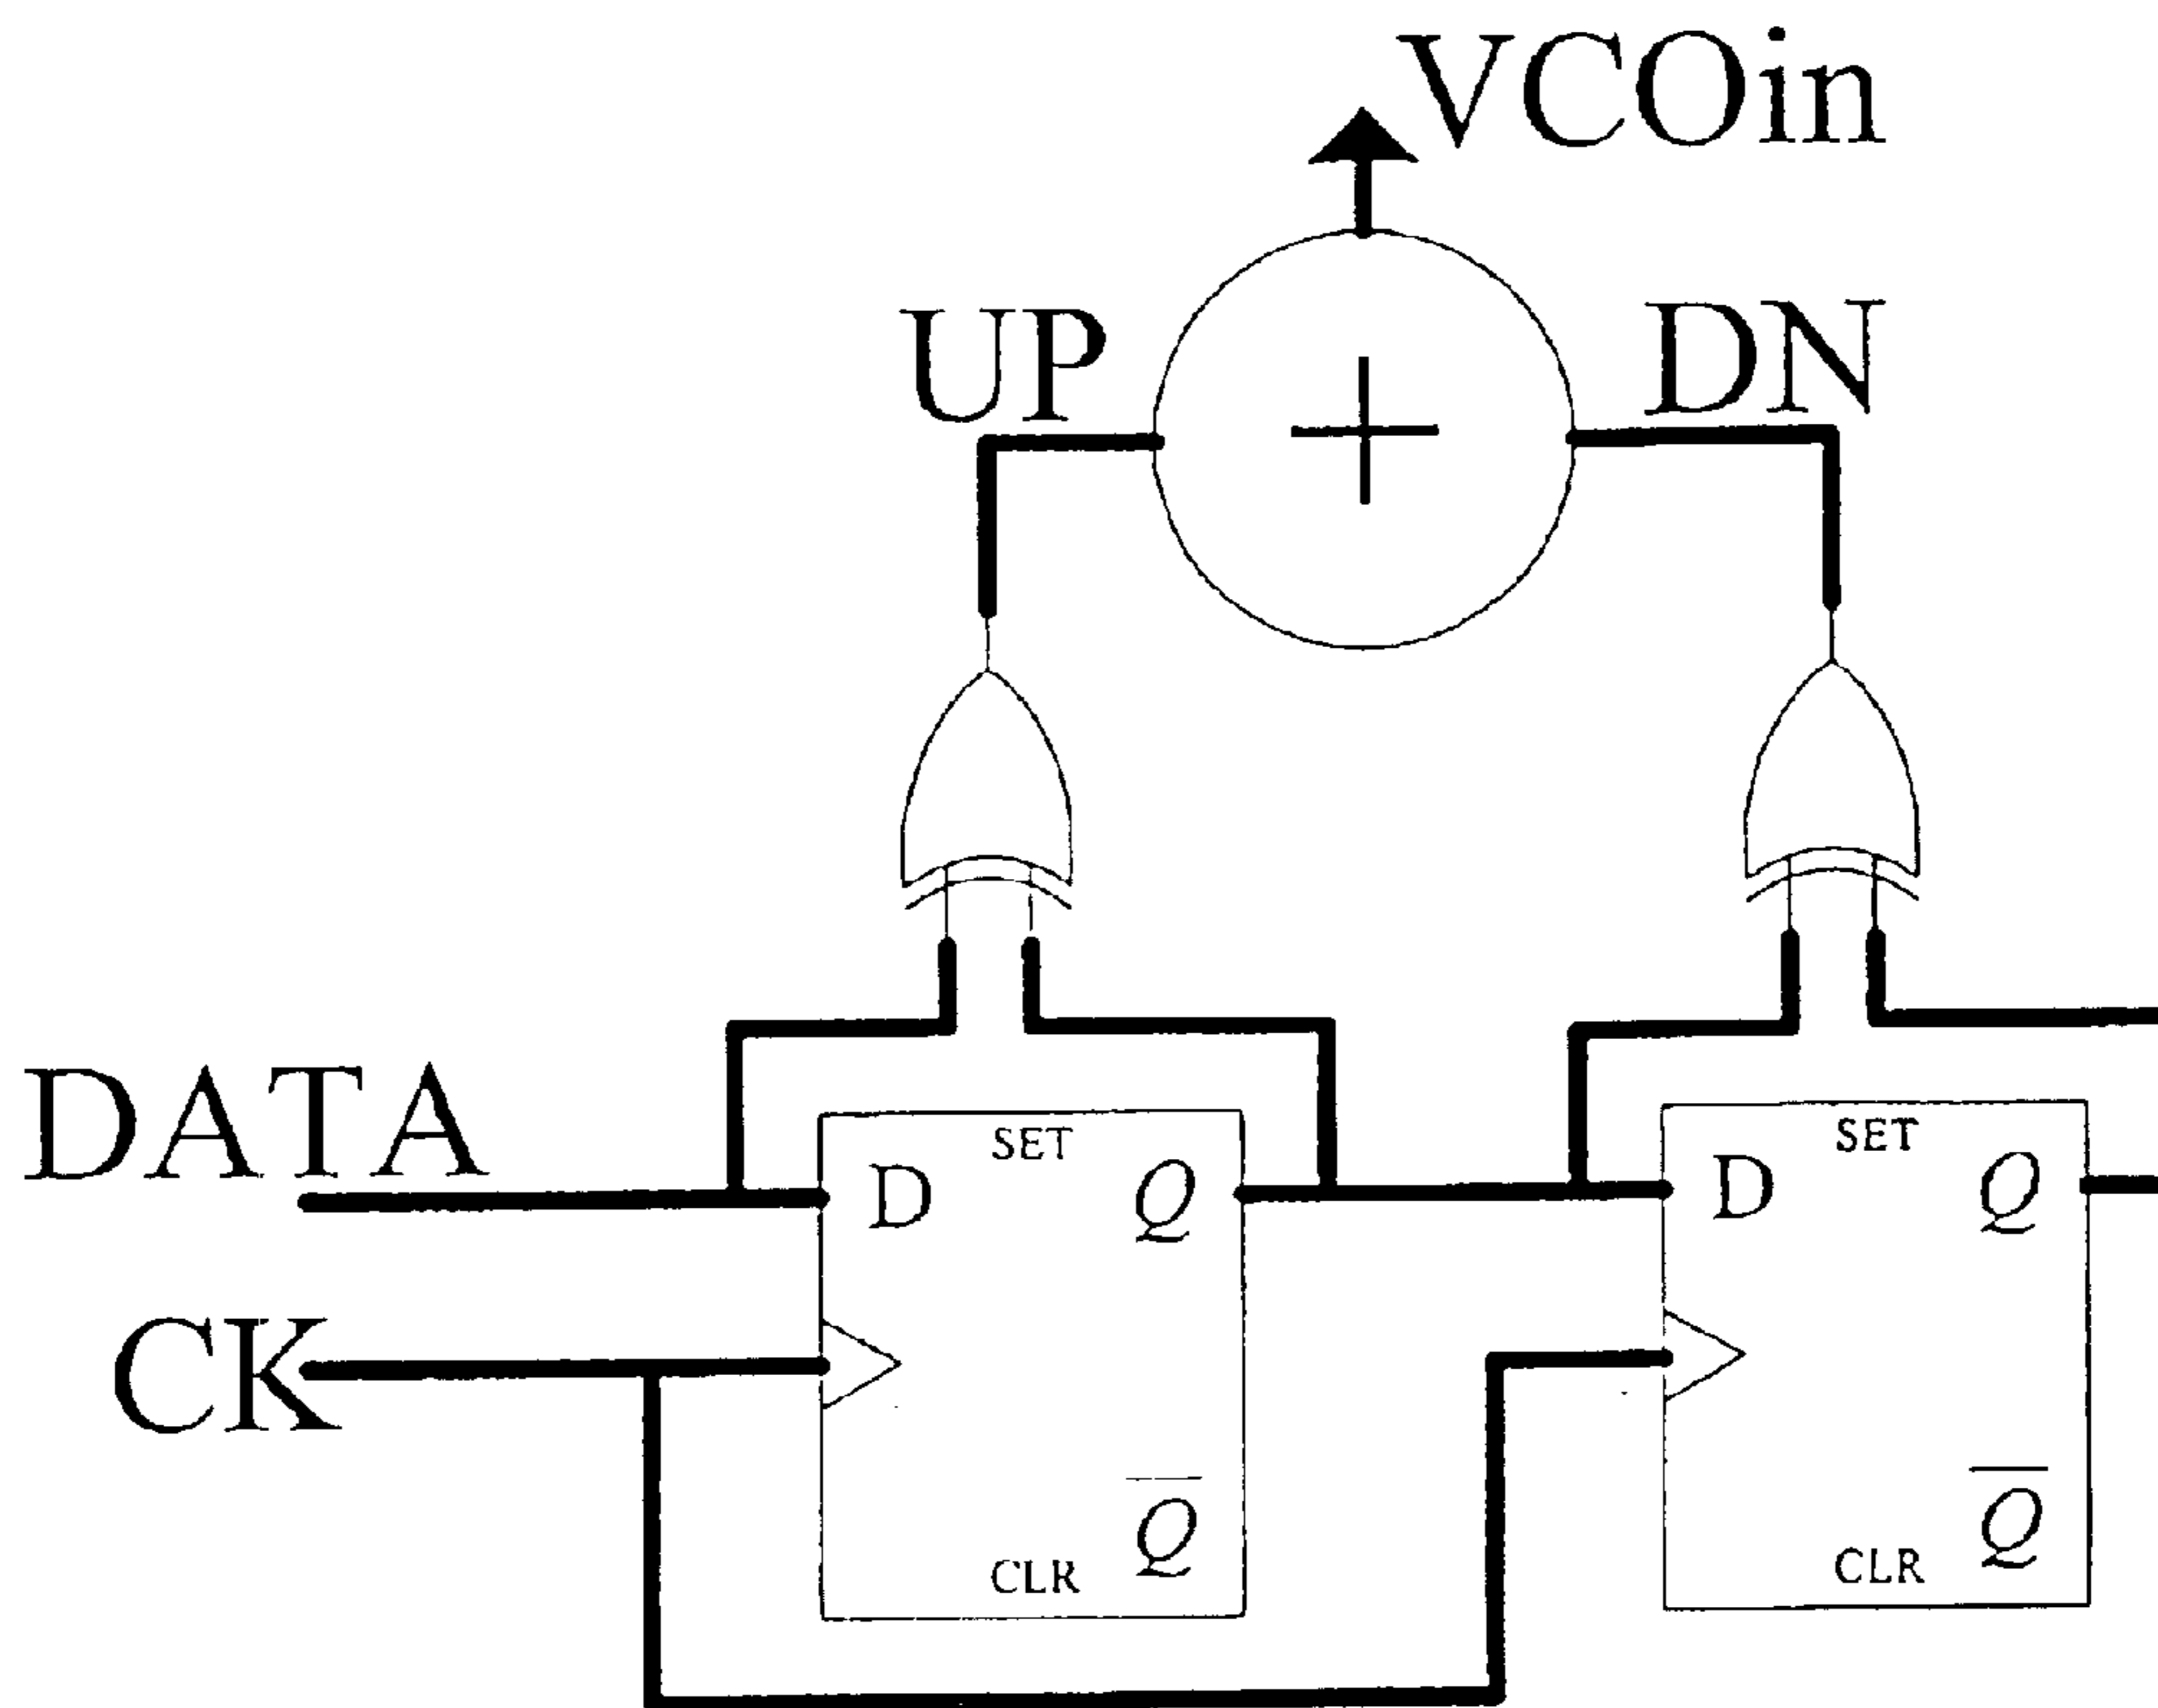 VCOin
UP
DN
DATA
SET
D
Q
SET
D
Q
CK
Q̅
CLR
Q̅
CLR